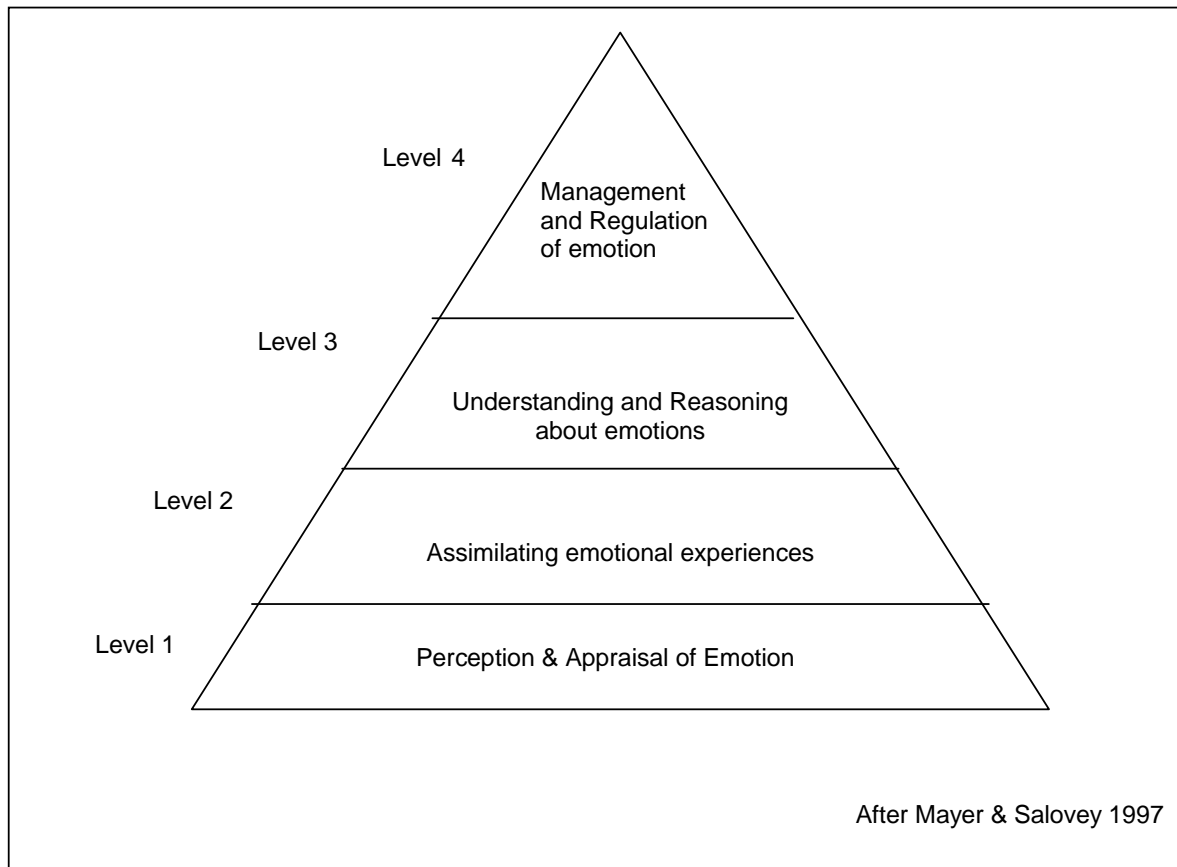 Level 4
Management
and Regulation
of emotion
Level 3
Understanding and Reasoning
about emotions
Level 2
Assimilating emotional experiences
Level 1
Perception & Appraisal of Emotion
After Mayer & Salovey 1997